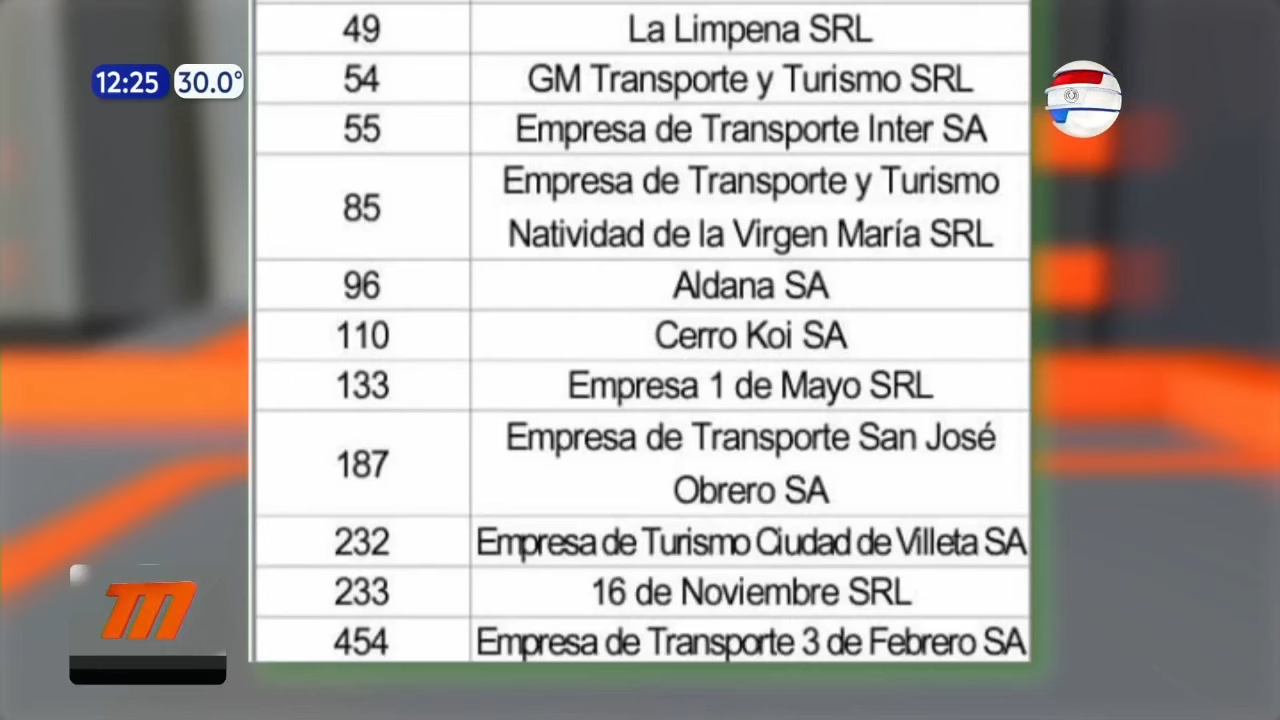 12:25 30.0°
49 La Limpena SRL
54 GM Transporte y Turismo SRL
55 Empresa de Transporte Inter SA
85 Empresa de Transporte y Turismo
Natividad de la Virgen María SRL
96 Aldana SA
110 Cerro Koi SA
133 Empresa 1 de Mayo SRL
187 Empresa de Transporte San José
Obrero SA
232 Empresa de Turismo Ciudad de Villeta SA
233 16 de Noviembre SRL
454 Empresa de Transporte 3 de Febrero SA
m